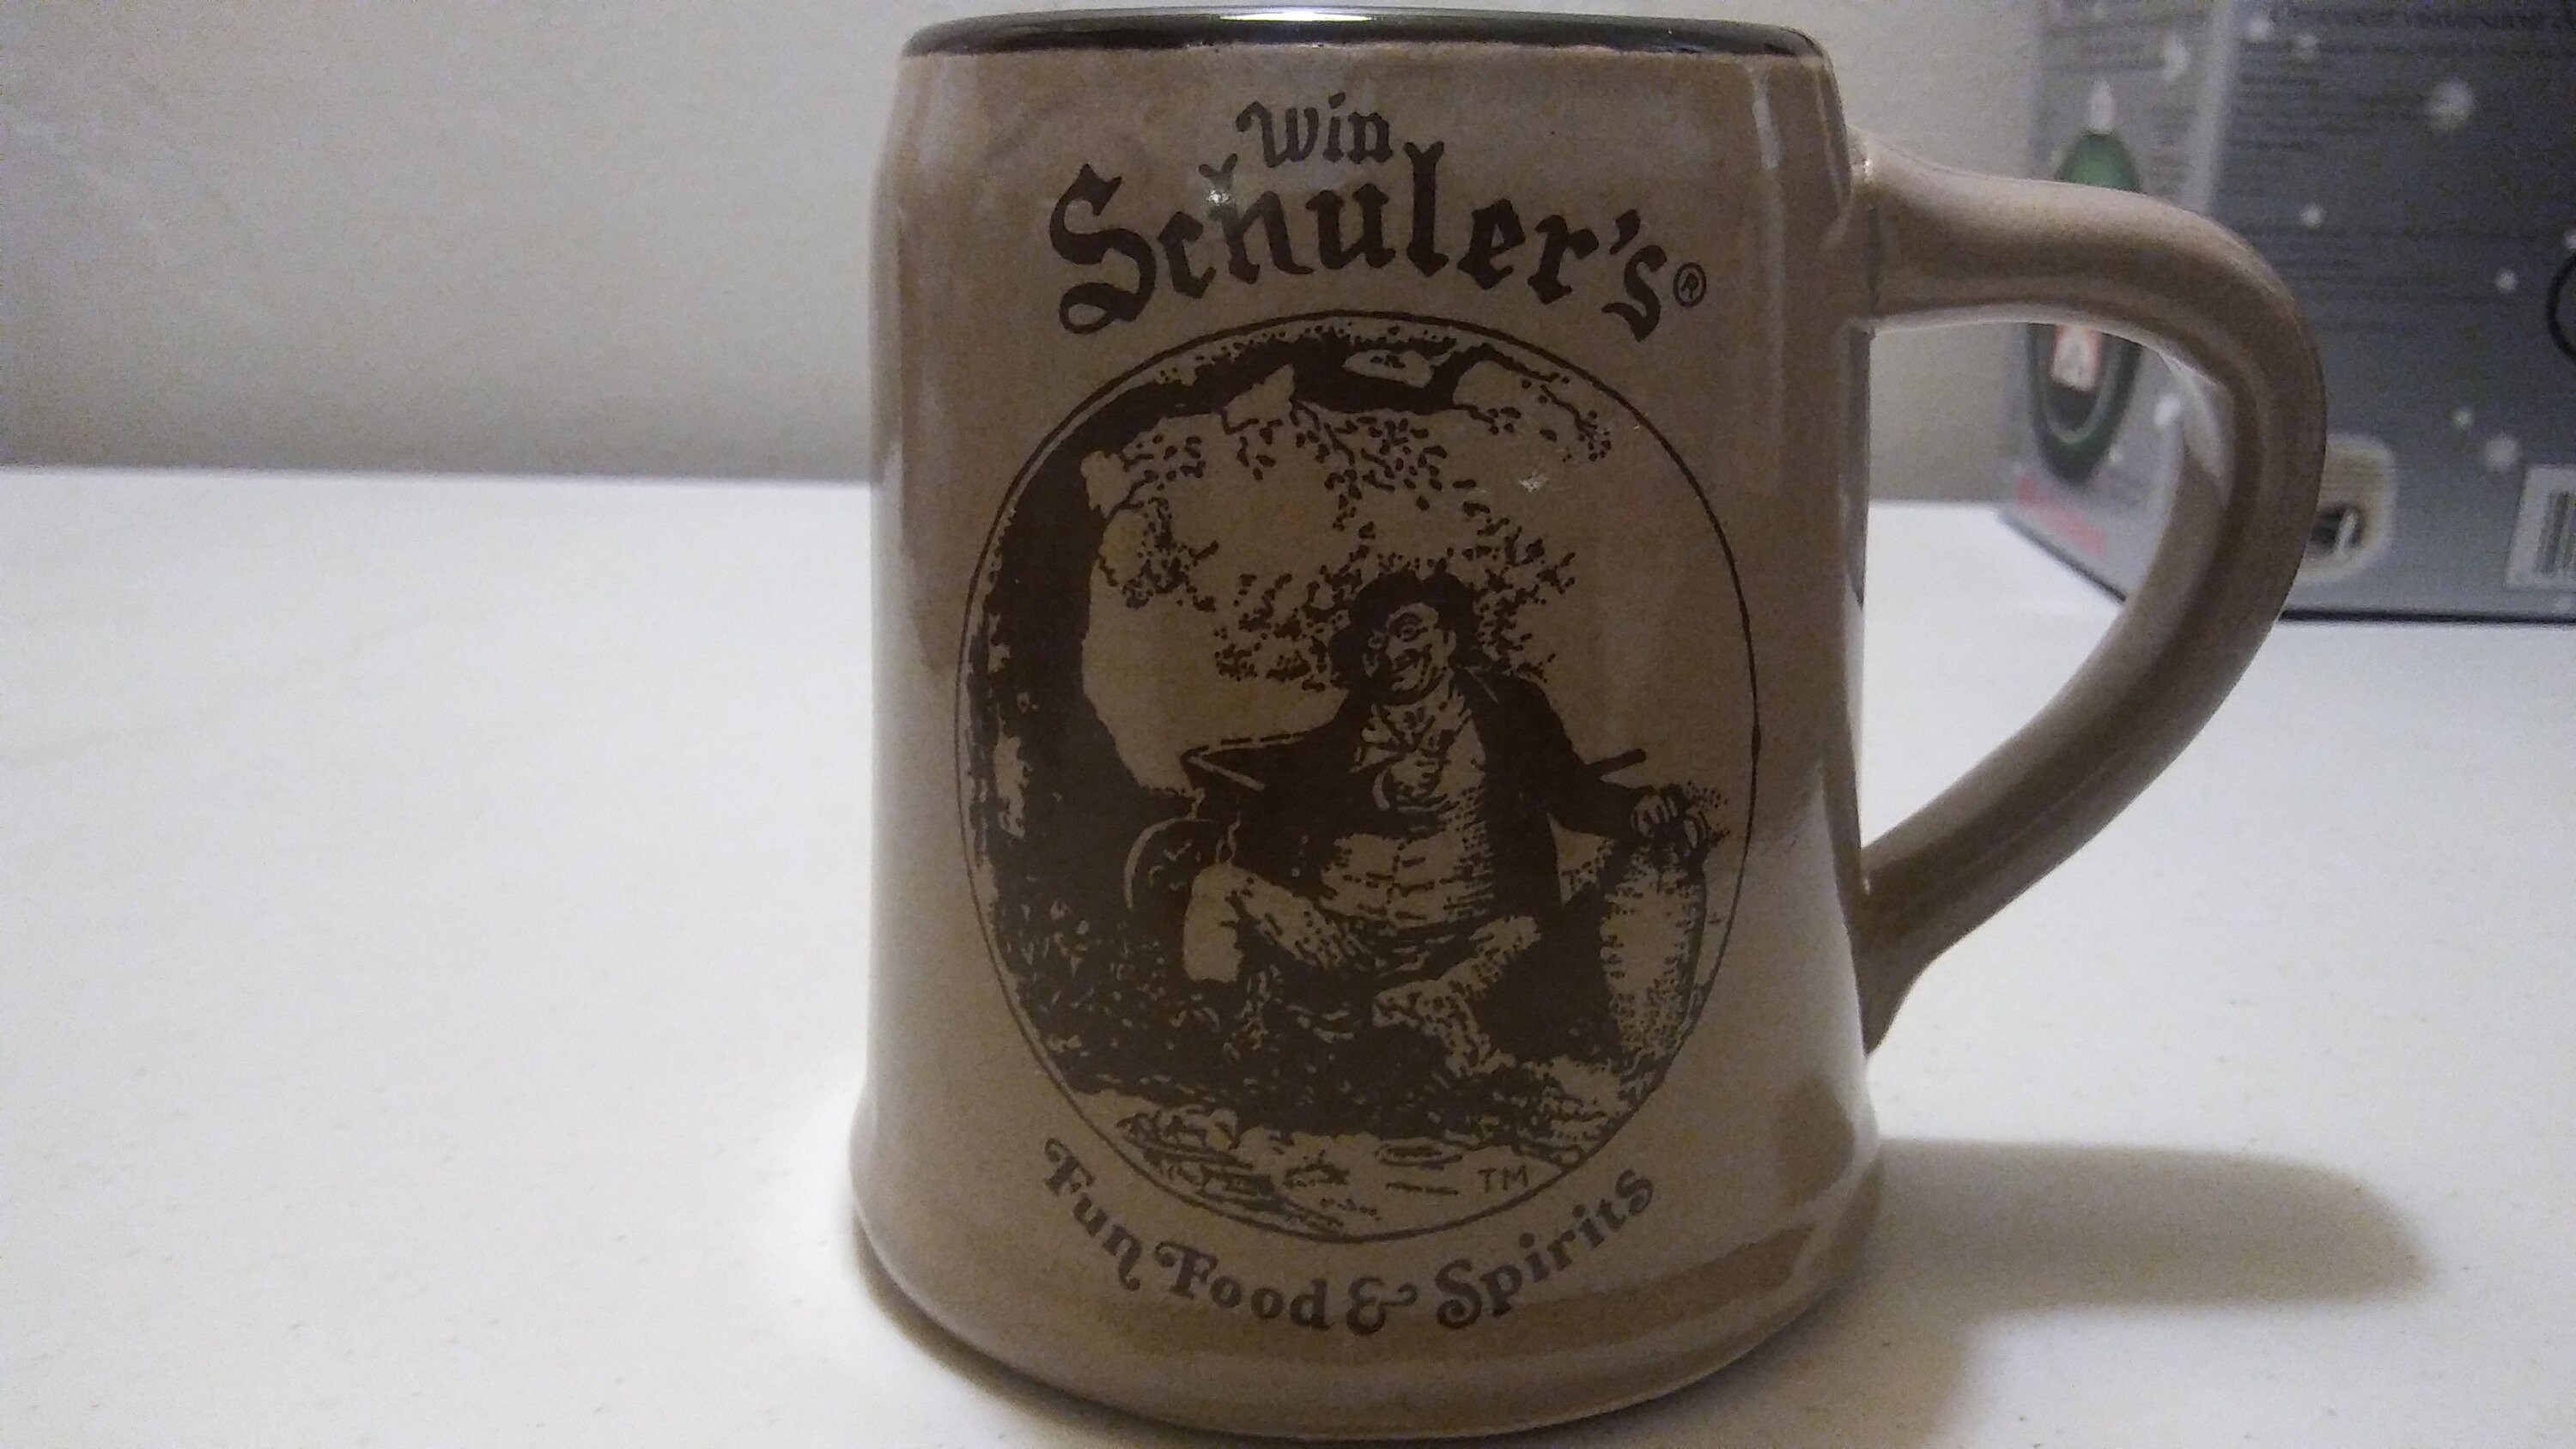 Win
Schuler's®
TM
Fun Food & Spirits